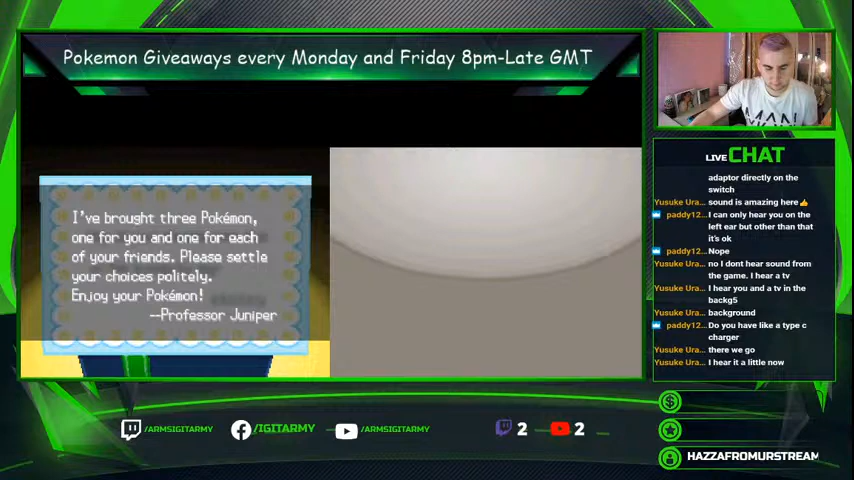 Pokemon Giveaways every Monday and Friday 8pm-Late GMT
I've brought three Pokémon,
one for you and one for each
of your friends. Please settle
your choices politely.
Enjoy your Pokémon!
--Professor Juniper
LIVE CHAT
adaptor directly on the
switch
Yusuke Ura... sound is amazing here👍
paddy12... I can only hear you on the
left ear but other than that
it's ok
paddy12... Nope
Yusuke Ura... no I dont hear sound from
the game. I hear a tv
Yusuke Ura... I hear you and a tv in the
backg5
Yusuke Ura... background
paddy12... Do you have like a type c
charger
Yusuke Ura... there we go
Yusuke Ura... I hear it a little now
/ARMSIGITARMY
/IGITARMY
/ARMSIGITARMY
2
2
HAZZAFROMURSTREAM